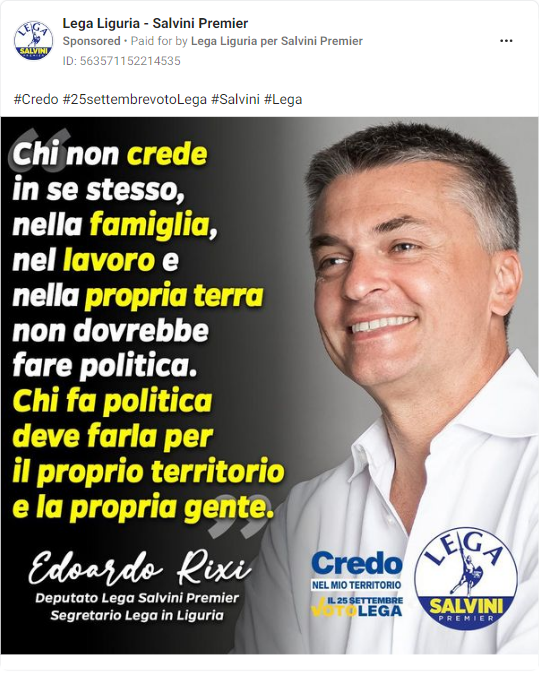 Lega Liguria - Salvini Premier
Sponsored • Paid for by Lega Liguria per Salvini Premier
ID: 563571152214535
#Credo #25settembrevotoLega #Salvini #Lega
“
Chi non crede
in se stesso,
nella famiglia,
nel lavoro e
nella propria terra
non dovrebbe
fare politica.
Chi fa politica
deve farla per
il proprio territorio
e la propria gente.
”
Edoardo Rixi
Deputato Lega Salvini Premier
Segretario Lega in Liguria
Credo
NEL MIO TERRITORIO
IL 25 SETTEMBRE
VOTO LEGA
LEGA
SALVINI
PREMIER
LEGA
SALVINI
PREMIER